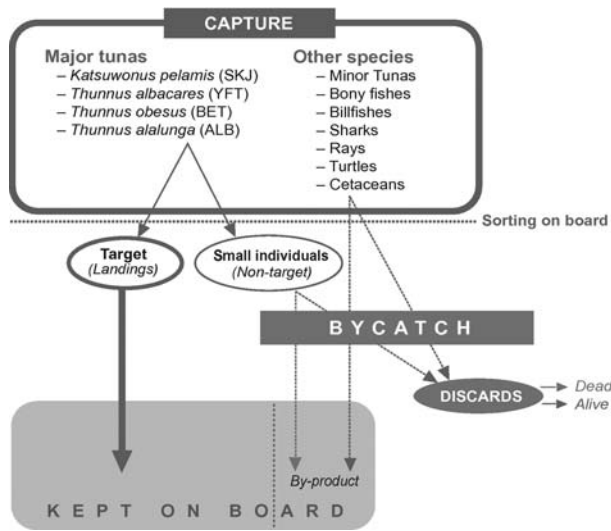 CAPTURE
Major tunas
– Katsuwonus pelamis (SKJ)
– Thunnus albacares (YFT)
– Thunnus obesus (BET)
– Thunnus alalunga (ALB)
Other species
– Minor Tunas
– Bony fishes
– Billfishes
– Sharks
– Rays
– Turtles
– Cetaceans
Sorting on board
Target
(Landings)
Small individuals
(Non-target)
BYCATCH
DISCARDS
Dead
Alive
By-product
KEPT ON BOARD